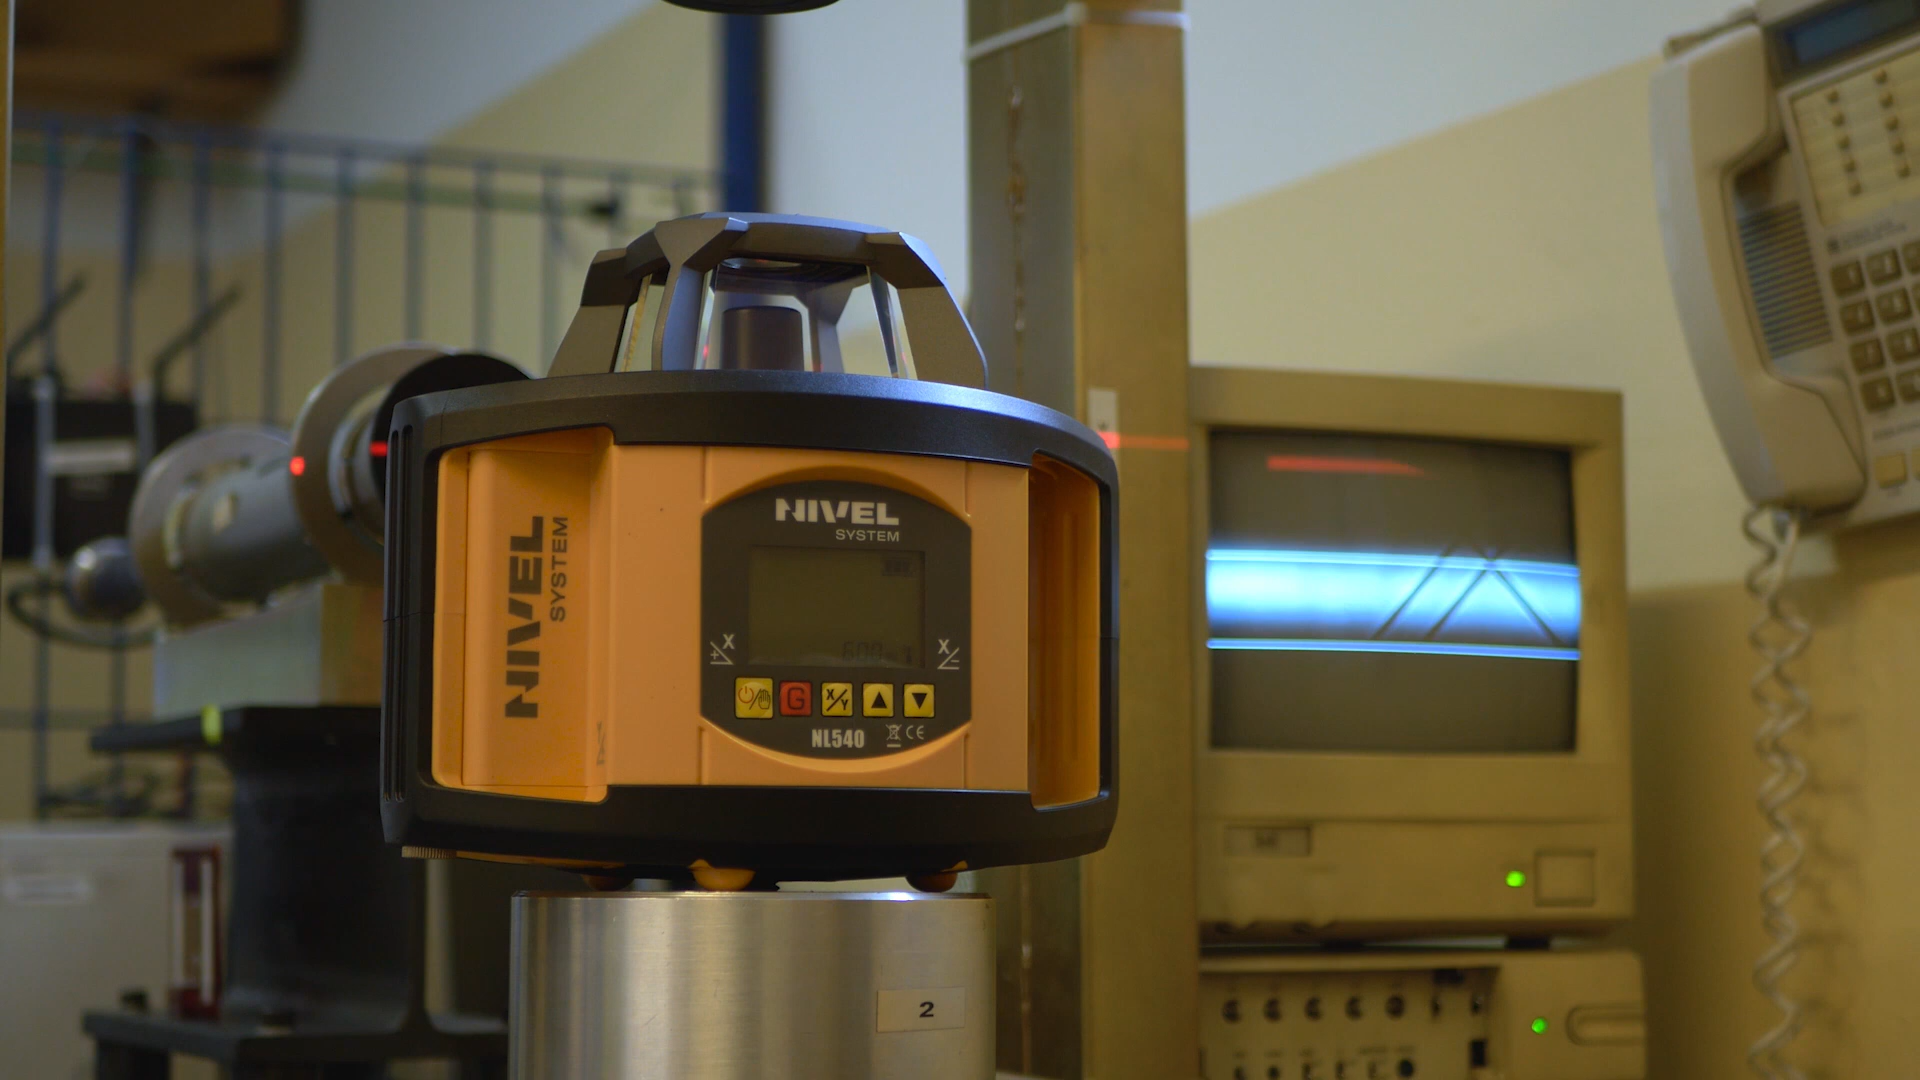 NIVEL
SYSTEM
NIVEL
SYSTEM
+ X
X -
G
X/Y
NL540
CE
2